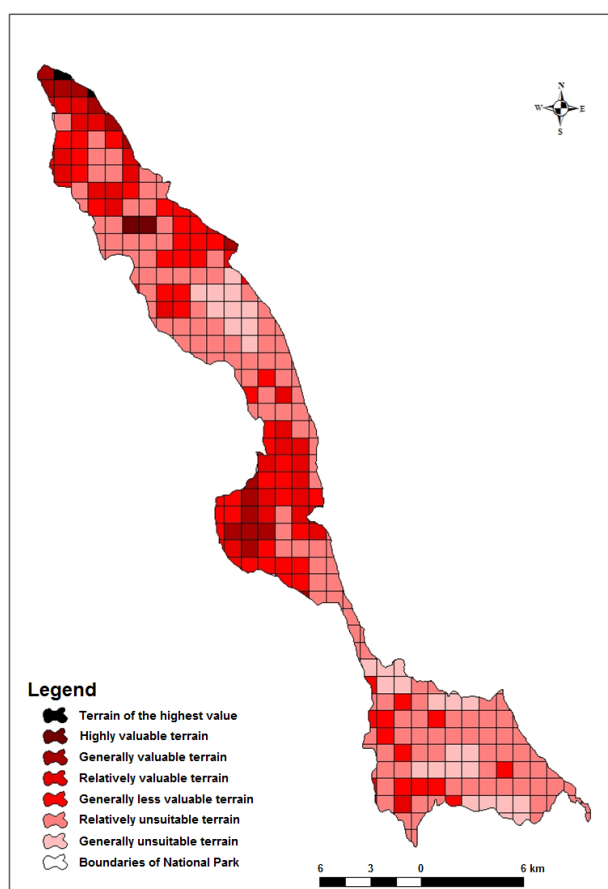 N
W E
S
Legend
Terrain of the highest value
Highly valuable terrain
Generally valuable terrain
Relatively valuable terrain
Generally less valuable terrain
Relatively unsuitable terrain
Generally unsuitable terrain
Boundaries of National Park
6 3 0 6 km